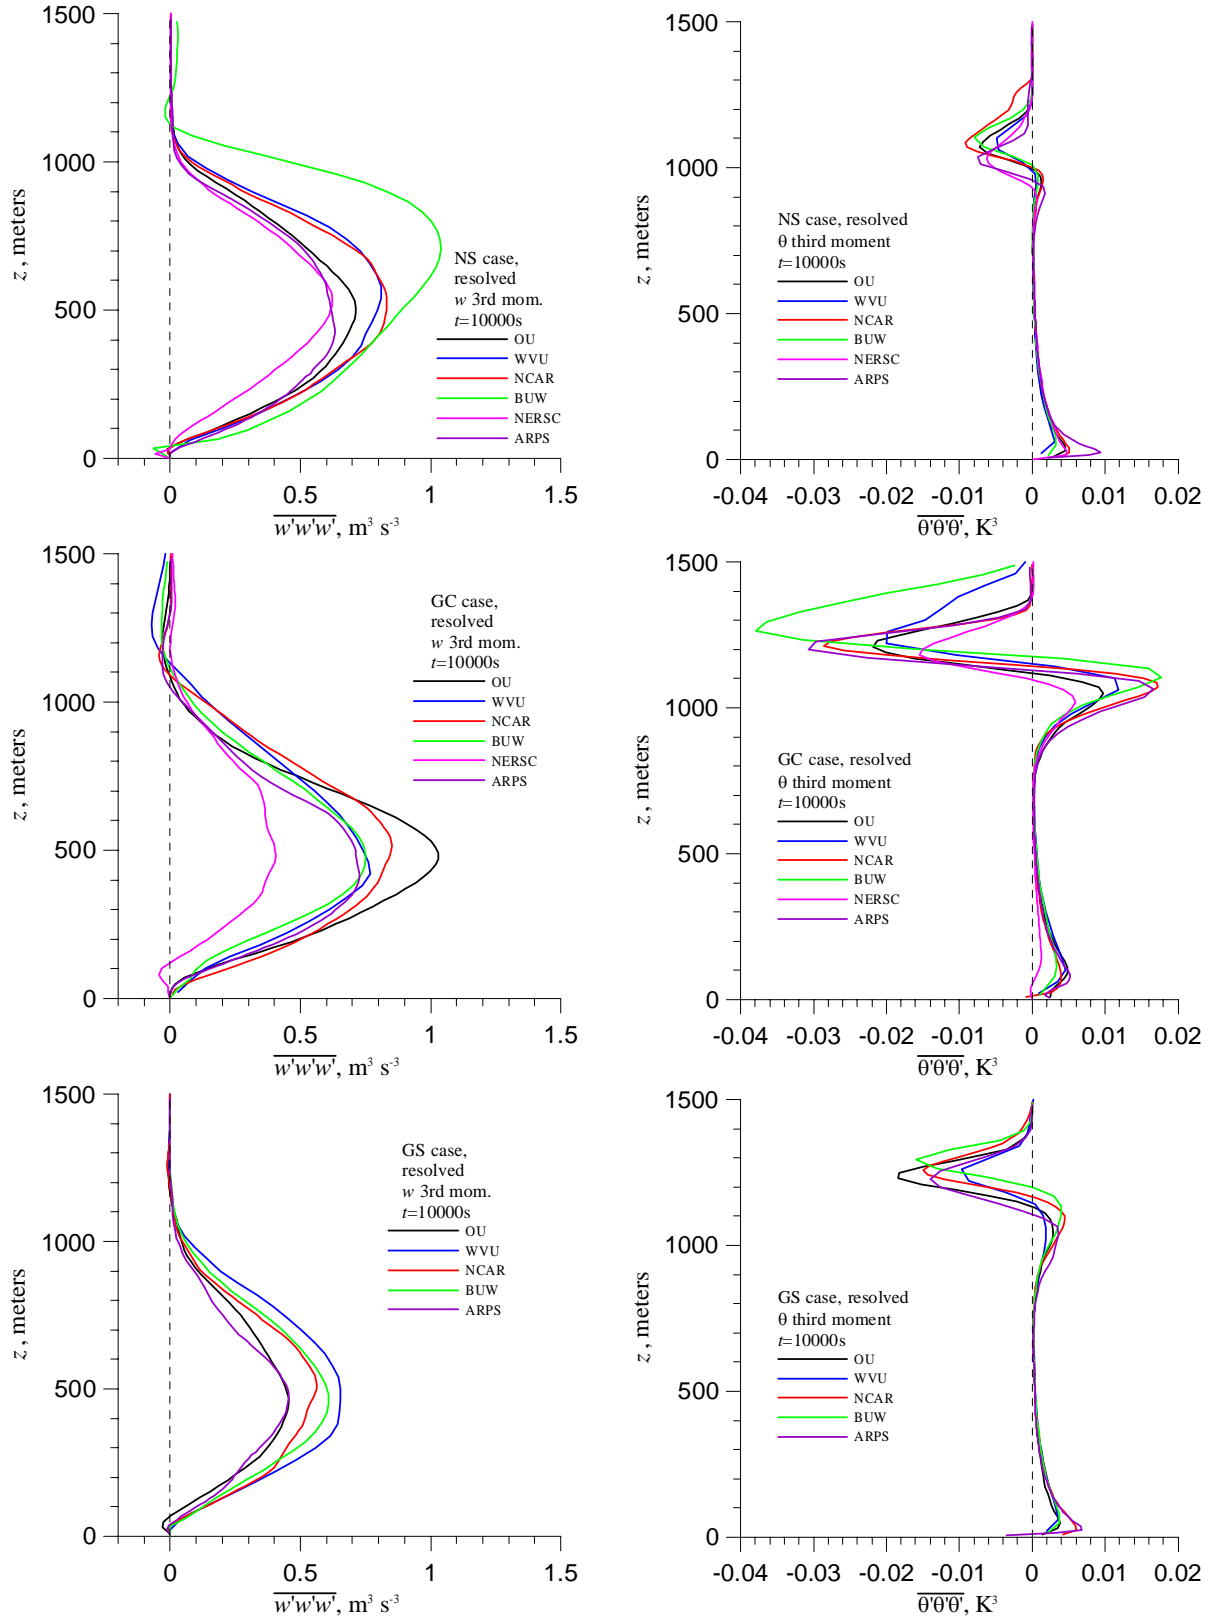 1500
1000
500
0
z, meters
NS case,
resolved
w 3rd mom.
t=10000s
OU
WVU
NCAR
BUW
NERSC
ARPS
0 0.5 1 1.5
w'w'w', m³ s⁻³
1500
1000
500
0
z, meters
NS case, resolved
θ third moment
t=10000s
OU
WVU
NCAR
BUW
NERSC
ARPS
-0.04 -0.03 -0.02 -0.01 0 0.01 0.02
θ'θ'θ', K³
1500
1000
500
0
z, meters
GC case,
resolved
w 3rd mom.
t=10000s
OU
WVU
NCAR
BUW
NERSC
ARPS
0 0.5 1 1.5
w'w'w', m³ s⁻³
1500
1000
500
0
z, meters
GC case, resolved
θ third moment
t=10000s
OU
WVU
NCAR
BUW
NERSC
ARPS
-0.04 -0.03 -0.02 -0.01 0 0.01 0.02
θ'θ'θ', K³
1500
1000
500
0
z, meters
GS case,
resolved
w 3rd mom.
t=10000s
OU
WVU
NCAR
BUW
ARPS
0 0.5 1 1.5
w'w'w', m³ s⁻³
1500
1000
500
0
z, meters
GS case, resolved
θ third moment
t=10000s
OU
WVU
NCAR
BUW
ARPS
-0.04 -0.03 -0.02 -0.01 0 0.01 0.02
θ'θ'θ', K³